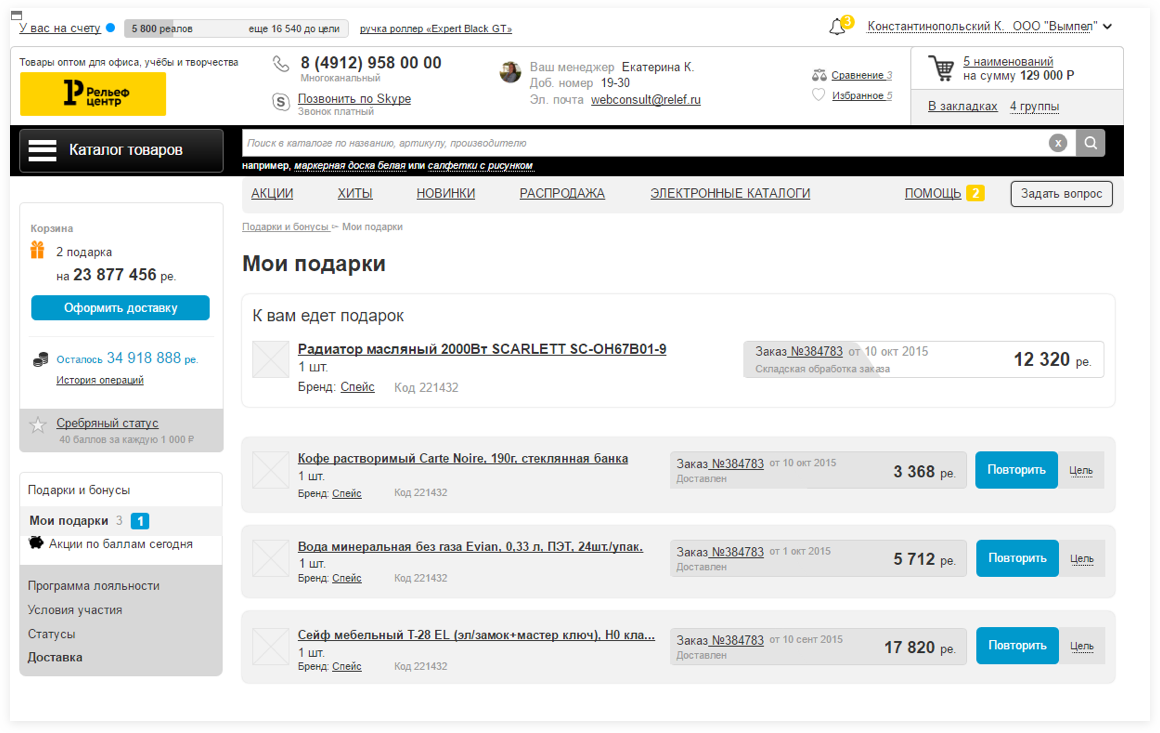 У вас на счету 5 800 реалов еще 16 540 до цели ручка роллер «Expert Black GT» 3 Константинопольский К. ООО "Вымпел"
Товары оптом для офиса, учёбы и творчества
Рельеф
центр
8 (4912) 958 00 00
Многоканальный
Позвонить по Skype
Звонок платный
Ваш менеджер Екатерина К.
Доб. номер 19-30
Эл. почта webconsult@relef.ru
Сравнение 3
Избранное 5
5 наименований
на сумму 129 000 Р
В закладках 4 группы
Каталог товаров
Поиск в каталоге по названию, артикулу, производителю x
например, маркерная доска белая или салфетки с рисунком
АКЦИИ ХИТЫ НОВИНКИ РАСПРОДАЖА ЭЛЕКТРОННЫЕ КАТАЛОГИ ПОМОЩЬ 2 Задать вопрос
Корзина
2 подарка
на 23 877 456 ре.
Оформить доставку
Осталось 34 918 888 ре.
История операций
Сребряный статус
40 баллов за каждую 1 000 ₽
Подарки и бонусы
Мои подарки 3 1
Акции по баллам сегодня
Программа лояльности
Условия участия
Статусы
Доставка
Подарки и бонусы ▻ Мои подарки
Мои подарки
К вам едет подарок
Радиатор масляный 2000Вт SCARLETT SC-OH67B01-9
1 шт.
Бренд: Спейс Код 221432
Заказ №384783 от 10 окт 2015
Складская обработка заказа
12 320 ре.
Кофе растворимый Carte Noire, 190г, стеклянная банка
1 шт.
Бренд: Спейс Код 221432
Заказ №384783 от 10 окт 2015
Доставлен
3 368 ре.
Повторить Цель
Вода минеральная без газа Evian, 0,33 л, ПЭТ, 24шт./упак.
1 шт.
Бренд: Спейс Код 221432
Заказ №384783 от 1 окт 2015
Доставлен
5 712 ре.
Повторить Цель
Сейф мебельный T-28 EL (эл/замок+мастер ключ), H0 кла...
1 шт.
Бренд: Спейс Код 221432
Заказ №384783 от 10 сент 2015
Доставлен
17 820 ре.
Повторить Цель